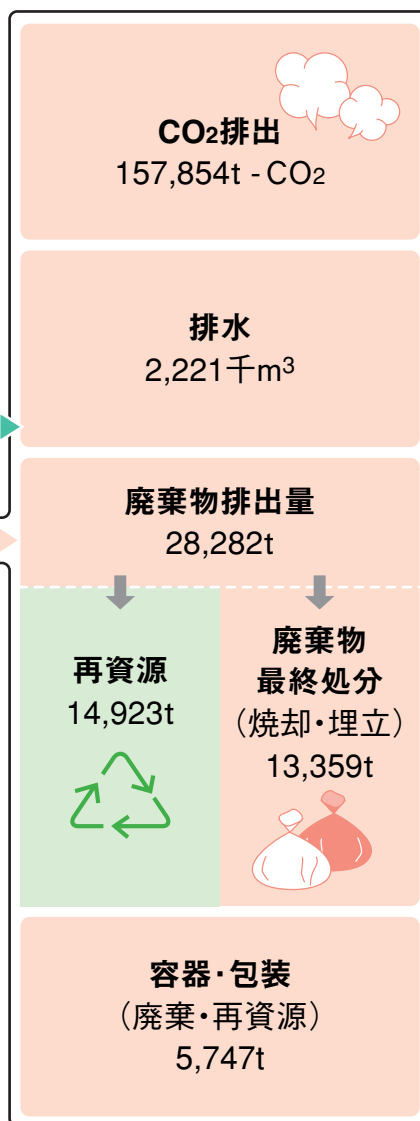 CO₂排出
157,854t - CO₂
排水
2,221千m³
廃棄物排出量
28,282t
再資源
14,923t
廃棄物
最終処分
（焼却・埋立）
13,359t
容器・包装
（廃棄・再資源）
5,747t